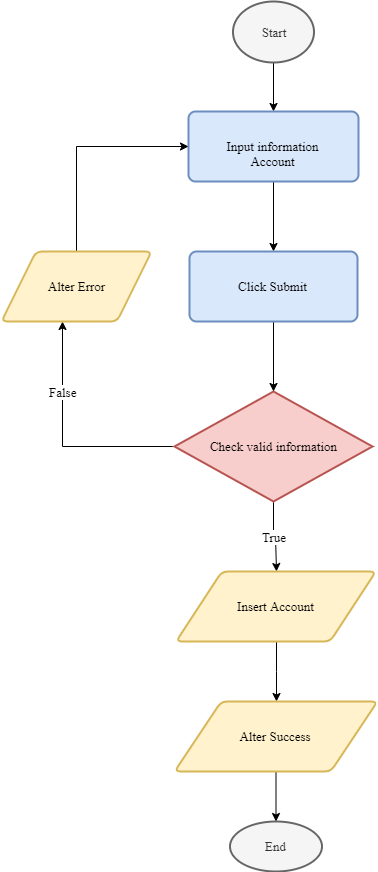 Start
Input information
Account
Alter Error
Click Submit
False
Check valid information
True
Insert Account
Alter Success
End